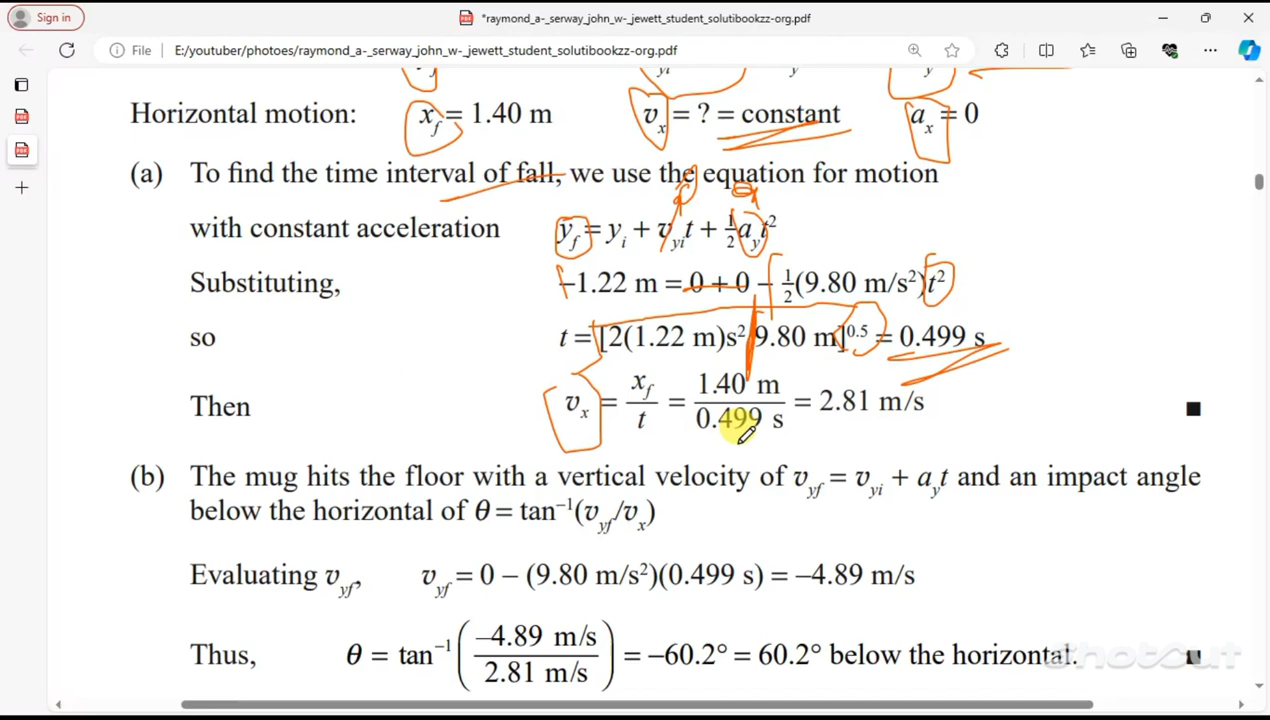 Sign in
*raymond_a-_serway_john_w-_jewett_student_solutibookzz-org.pdf
File E:/youtuber/photoes/raymond_a-_serway_john_w-_jewett_student_solutibookzz-org.pdf
Horizontal motion: x_f = 1.40 m v_x = ? = constant a_x = 0
(a) To find the time interval of fall, we use the equation for motion
with constant acceleration y_f = y_i + v_yi t + ½a_y t²
Substituting, –1.22 m = 0 + 0 – ½(9.80 m/s²)t²
so t = [2(1.22 m)s²/9.80 m]^0.5 = 0.499 s
Then v_x = x_f/t = 1.40 m/0.499 s = 2.81 m/s ■
(b) The mug hits the floor with a vertical velocity of v_yf = v_yi + a_y t and an impact angle
below the horizontal of θ = tan⁻¹(v_yf/v_x)
Evaluating v_yf, v_yf = 0 – (9.80 m/s²)(0.499 s) = –4.89 m/s
Thus, θ = tan⁻¹(–4.89 m/s / 2.81 m/s) = –60.2° = 60.2° below the horizontal. ■
shotcut